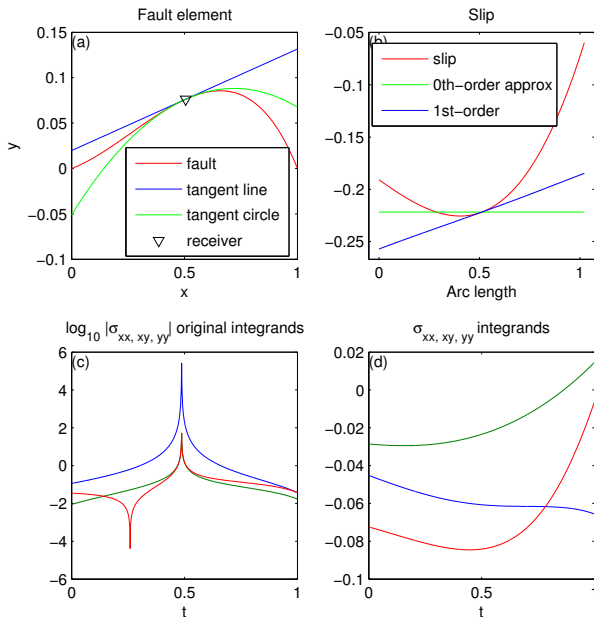 Fault element
(a)
0.15
0.1
0.05
0
−0.05
−0.1
y
fault
tangent line
tangent circle
receiver
0
0.5
1
x
Slip
(b)
−0.05
−0.1
−0.15
−0.2
−0.25
slip
0th−order approx
1st−order
0
0.5
1
Arc length
log10 |σxx, xy, yy| original integrands
(c)
6
4
2
0
−2
−4
−6
0
0.5
1
t
σxx, xy, yy integrands
(d)
0.02
0
−0.02
−0.04
−0.06
−0.08
−0.1
0
0.5
1
t